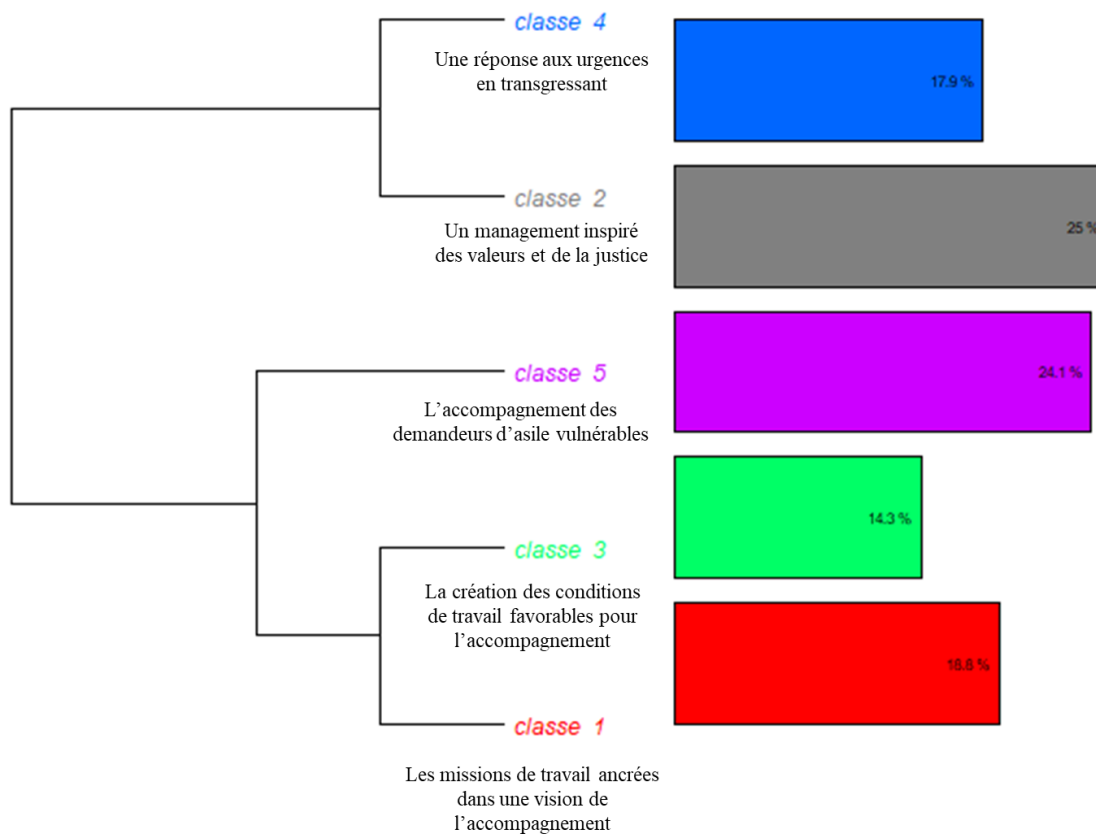 classe 4
Une réponse aux urgences
en transgressant
17.9 %
classe 2
Un management inspiré
des valeurs et de la justice
25 %
classe 5
L'accompagnement des
demandeurs d'asile vulnérables
24.1 %
classe 3
La création des conditions
de travail favorables pour
l'accompagnement
14.3 %
classe 1
Les missions de travail ancrées
dans une vision de
l'accompagnement
18.8 %